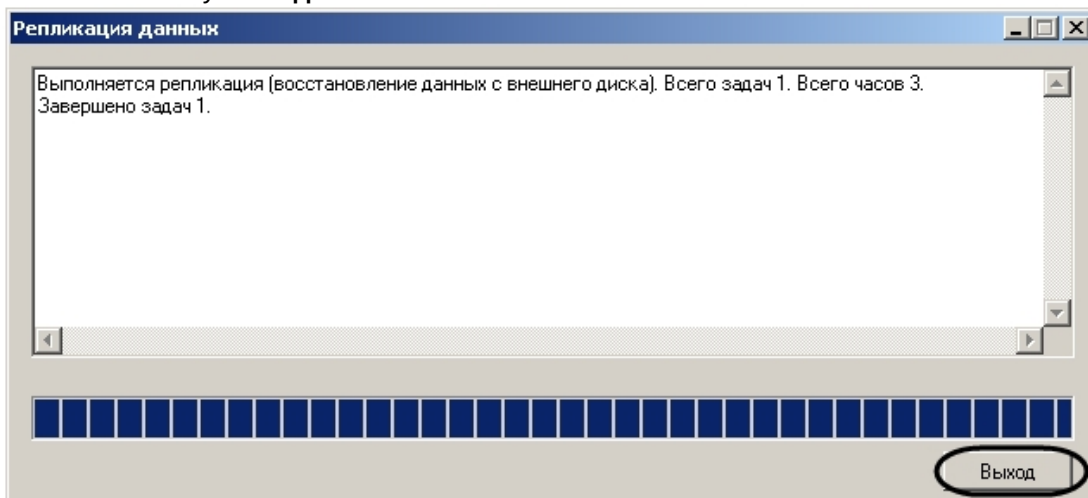 Репликация данных
Выполняется репликация (восстановление данных с внешнего диска). Всего задач 1. Всего часов 3.
Завершено задач 1.
Выход